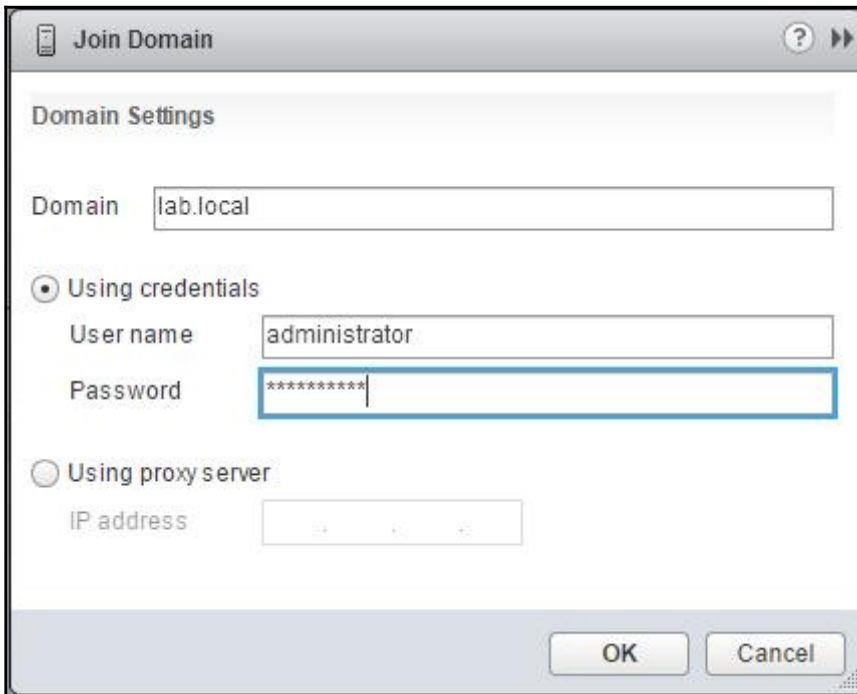 Join Domain ?
Domain Settings
Domain lab.local
Using credentials
User name administrator
Password **********
Using proxy server
IP address . . .
OK Cancel